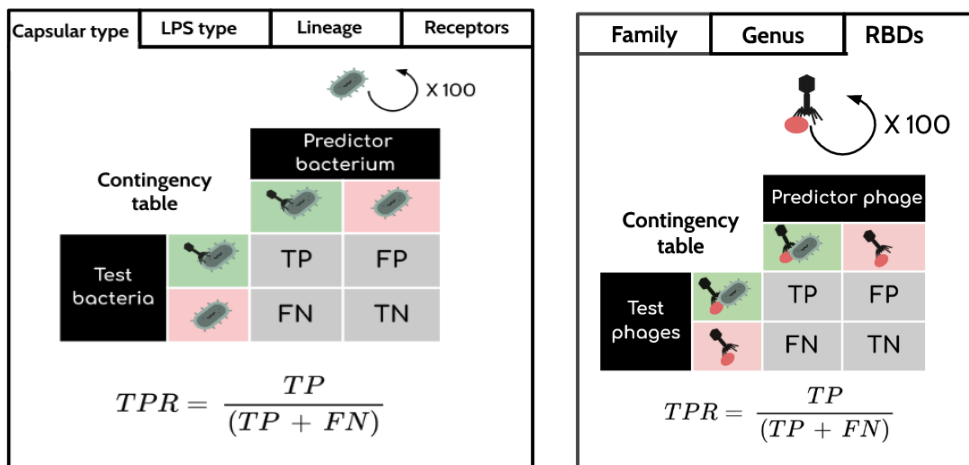 Capsular type
LPS type
Lineage
Receptors
X 100
Predictor
bacterium
Contingency
table
Test
bacteria
TP
FP
FN
TN
TPR = TP / (TP + FN)
Family
Genus
RBDs
X 100
Predictor phage
Contingency
table
Test
phages
TP
FP
FN
TN
TPR = TP / (TP + FN)